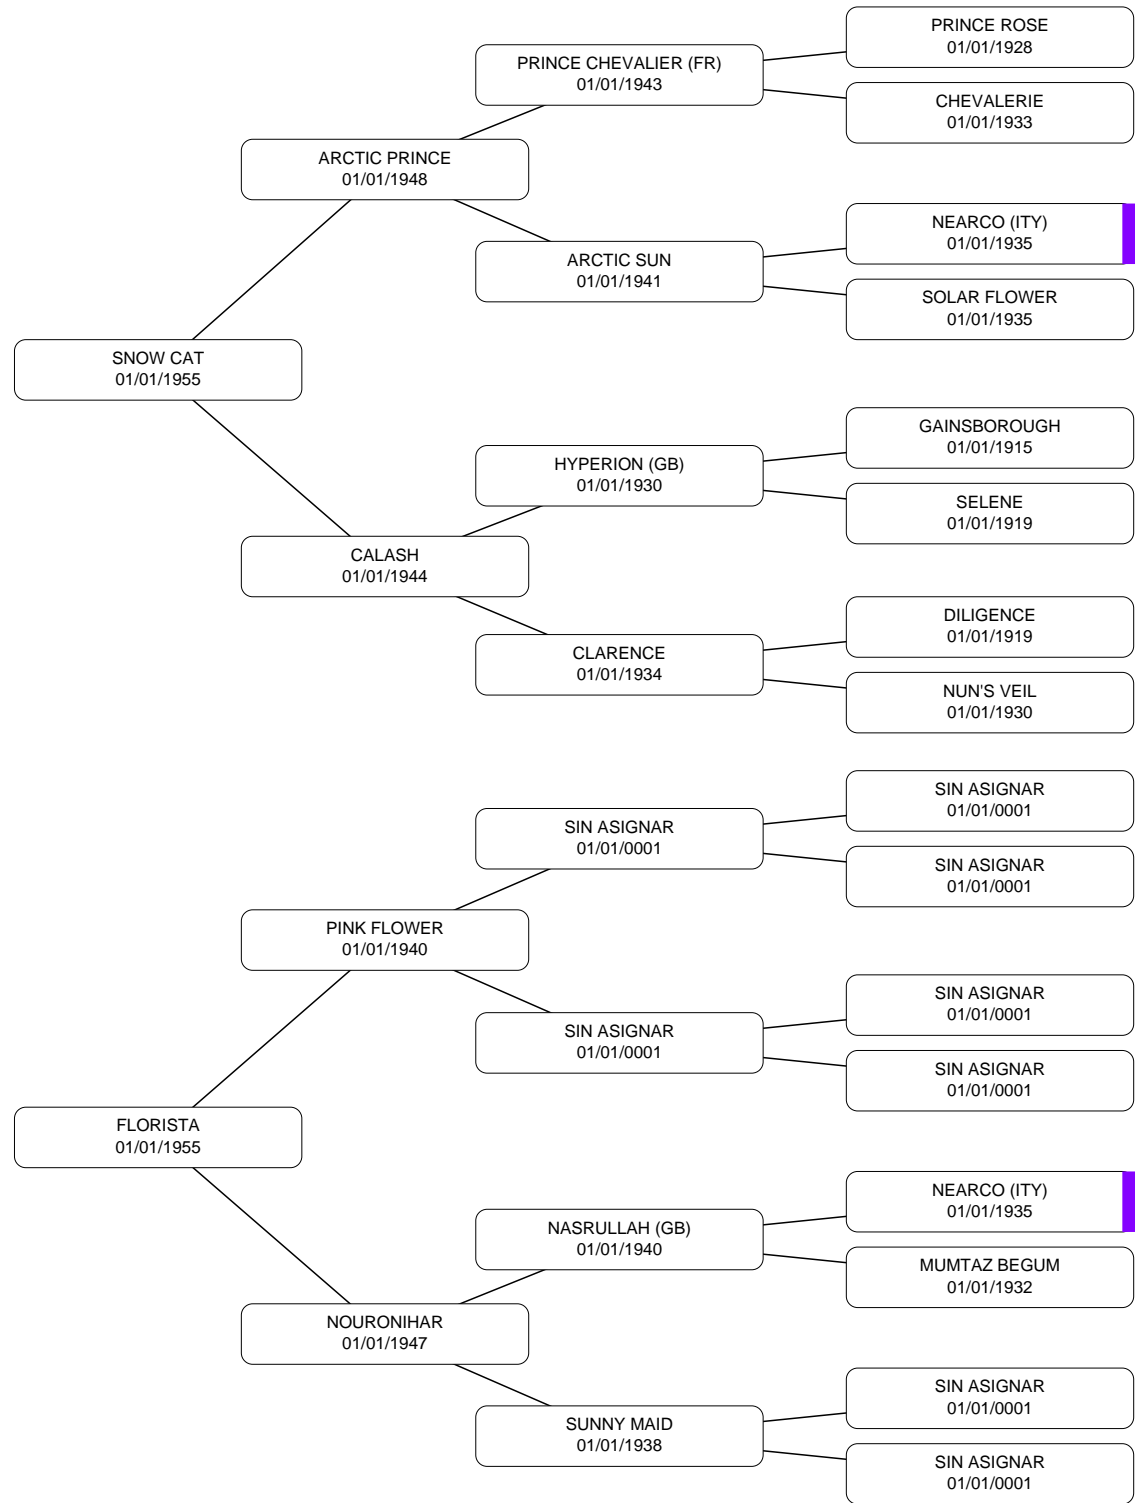 PRINCE ROSE
01/01/1928
PRINCE CHEVALIER (FR)
01/01/1943
CHEVALERIE
01/01/1933
ARCTIC PRINCE
01/01/1948
NEARCO (ITY)
01/01/1935
ARCTIC SUN
01/01/1941
SOLAR FLOWER
01/01/1935
SNOW CAT
01/01/1955
GAINSBOROUGH
01/01/1915
HYPERION (GB)
01/01/1930
SELENE
01/01/1919
CALASH
01/01/1944
DILIGENCE
01/01/1919
CLARENCE
01/01/1934
NUN'S VEIL
01/01/1930
SIN ASIGNAR
01/01/0001
SIN ASIGNAR
01/01/0001
SIN ASIGNAR
01/01/0001
PINK FLOWER
01/01/1940
SIN ASIGNAR
01/01/0001
SIN ASIGNAR
01/01/0001
SIN ASIGNAR
01/01/0001
FLORISTA
01/01/1955
NEARCO (ITY)
01/01/1935
NASRULLAH (GB)
01/01/1940
MUMTAZ BEGUM
01/01/1932
NOURONIHAR
01/01/1947
SIN ASIGNAR
01/01/0001
SUNNY MAID
01/01/1938
SIN ASIGNAR
01/01/0001